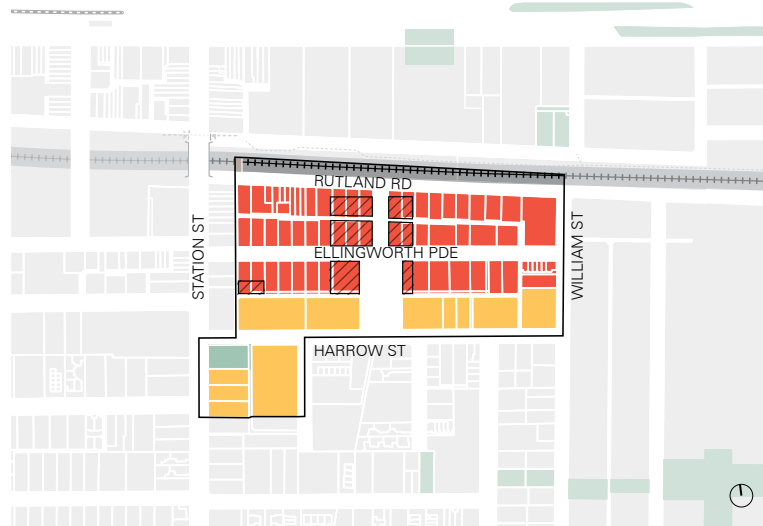 RUTLAND RD
STATION ST
ELLINGWORTH PDE
WILLIAM ST
HARROW ST